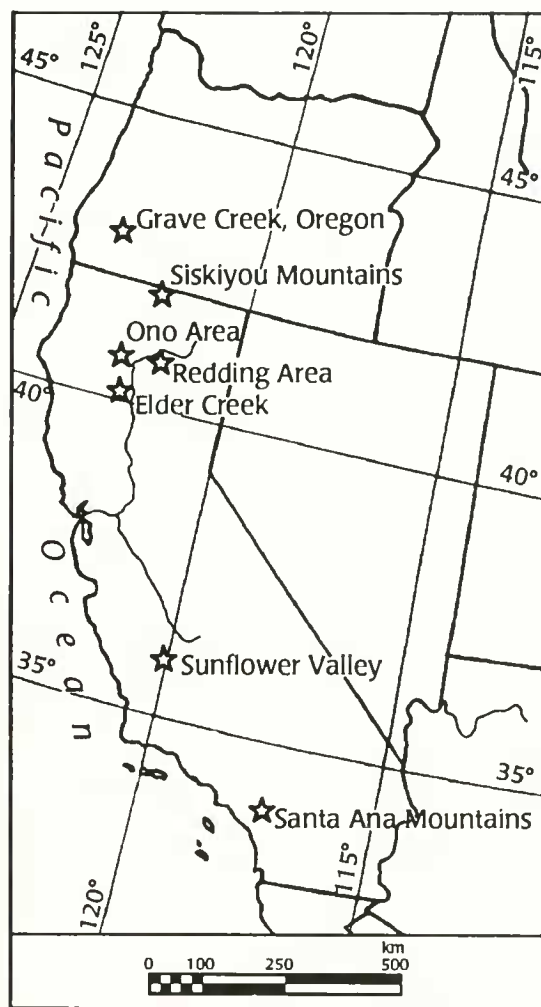 125°
120°
115°
45°
45°
Pacific
Grave Creek, Oregon
Siskiyou Mountains
Ono Area
Redding Area
40°
Elder Creek
40°
Ocean
35°
Sunflower Valley
35°
Santa Ana Mountains
115°
120°
km
0 100 250 500